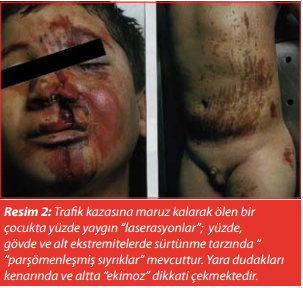 Resim 2: Trafik kazasına maruz kalarak ölen bir
çocukta yüzde yaygın “laserasyonlar”; yüzde,
gövde ve alt ekstremitelerde sürtünme tarzında “
“parşömenleşmiş sıyrıklar” mevcuttur. Yara dudakları
kenarında ve altta “ekimoz” dikkati çekmektedir.